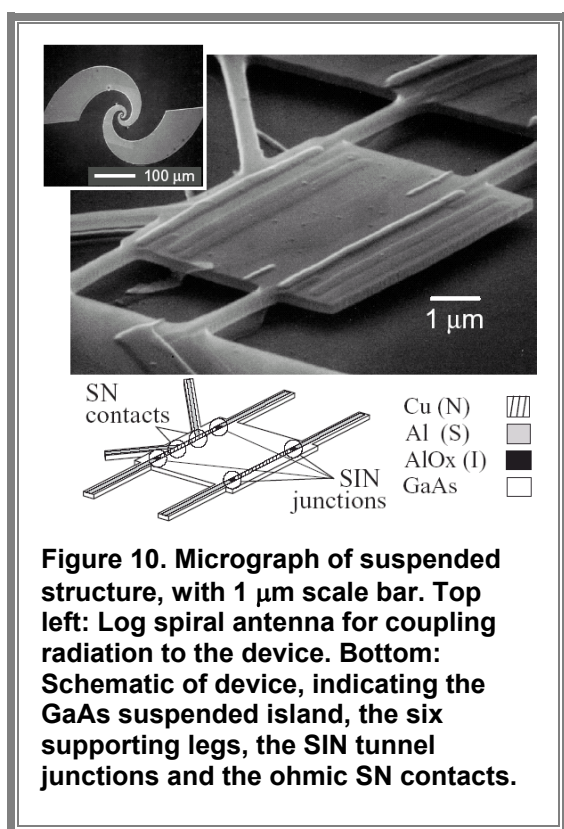 100 μm
1 μm
SN
contacts
SIN
junctions
Cu (N)
Al (S)
AlOx (I)
GaAs
Figure 10. Micrograph of suspended
structure, with 1 μm scale bar. Top
left: Log spiral antenna for coupling
radiation to the device. Bottom:
Schematic of device, indicating the
GaAs suspended island, the six
supporting legs, the SIN tunnel
junctions and the ohmic SN contacts.